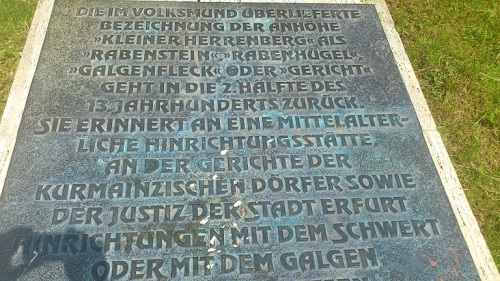 DIE IM VOLKSMUND ÜBERLIEFERTE
BEZEICHNUNG DER ANHÖHE
»KLEINER HERRENBERG« ALS
»RABENSTEIN«, »RABENHÜGEL«,
»GALGENFLECK« ODER »GERICHT«
GEHT IN DIE 2. HÄLFTE DES
13. JAHRHUNDERTS ZURÜCK.
SIE ERINNERT AN EINE MITTELALTER-
LICHE HINRICHTUNGSSTÄTTE,
AN DER GERICHTE DER
KURMAINZISCHEN DÖRFER SOWIE
DER JUSTIZ DER STADT ERFURT
HINRICHTUNGEN MIT DEM SCHWERT
ODER MIT DEM GALGEN